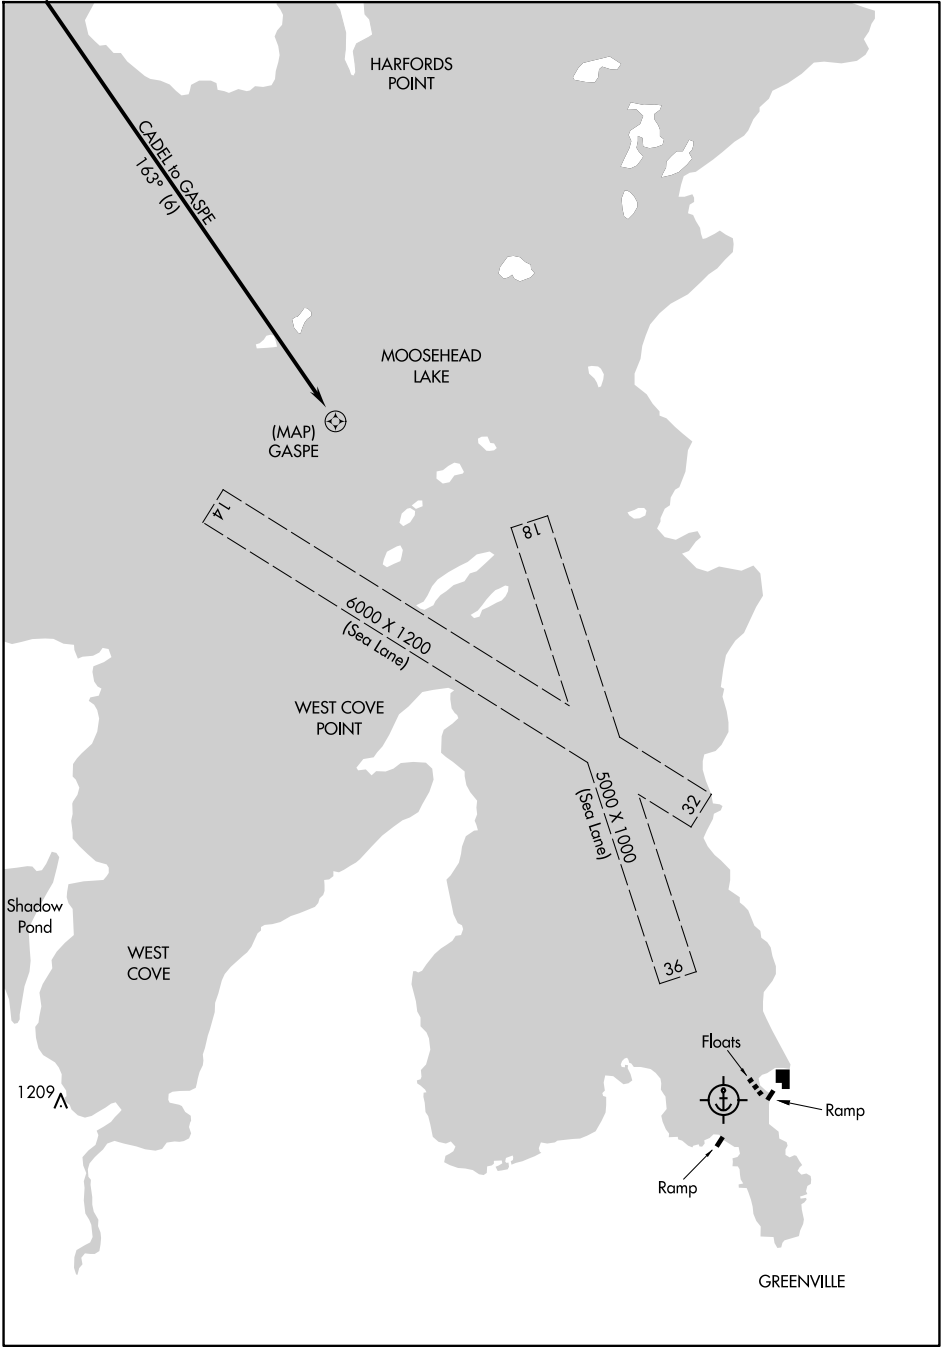 HARFORDS
POINT
CADEL to GASPE
163° (6)
MOOSEHEAD
LAKE
(MAP)
GASPE
14
18
6000 X 1200
(Sea Lane)
WEST COVE
POINT
5000 X 1000
(Sea Lane)
32
Shadow
Pond
WEST
COVE
36
Floats
1209
Ramp
Ramp
GREENVILLE